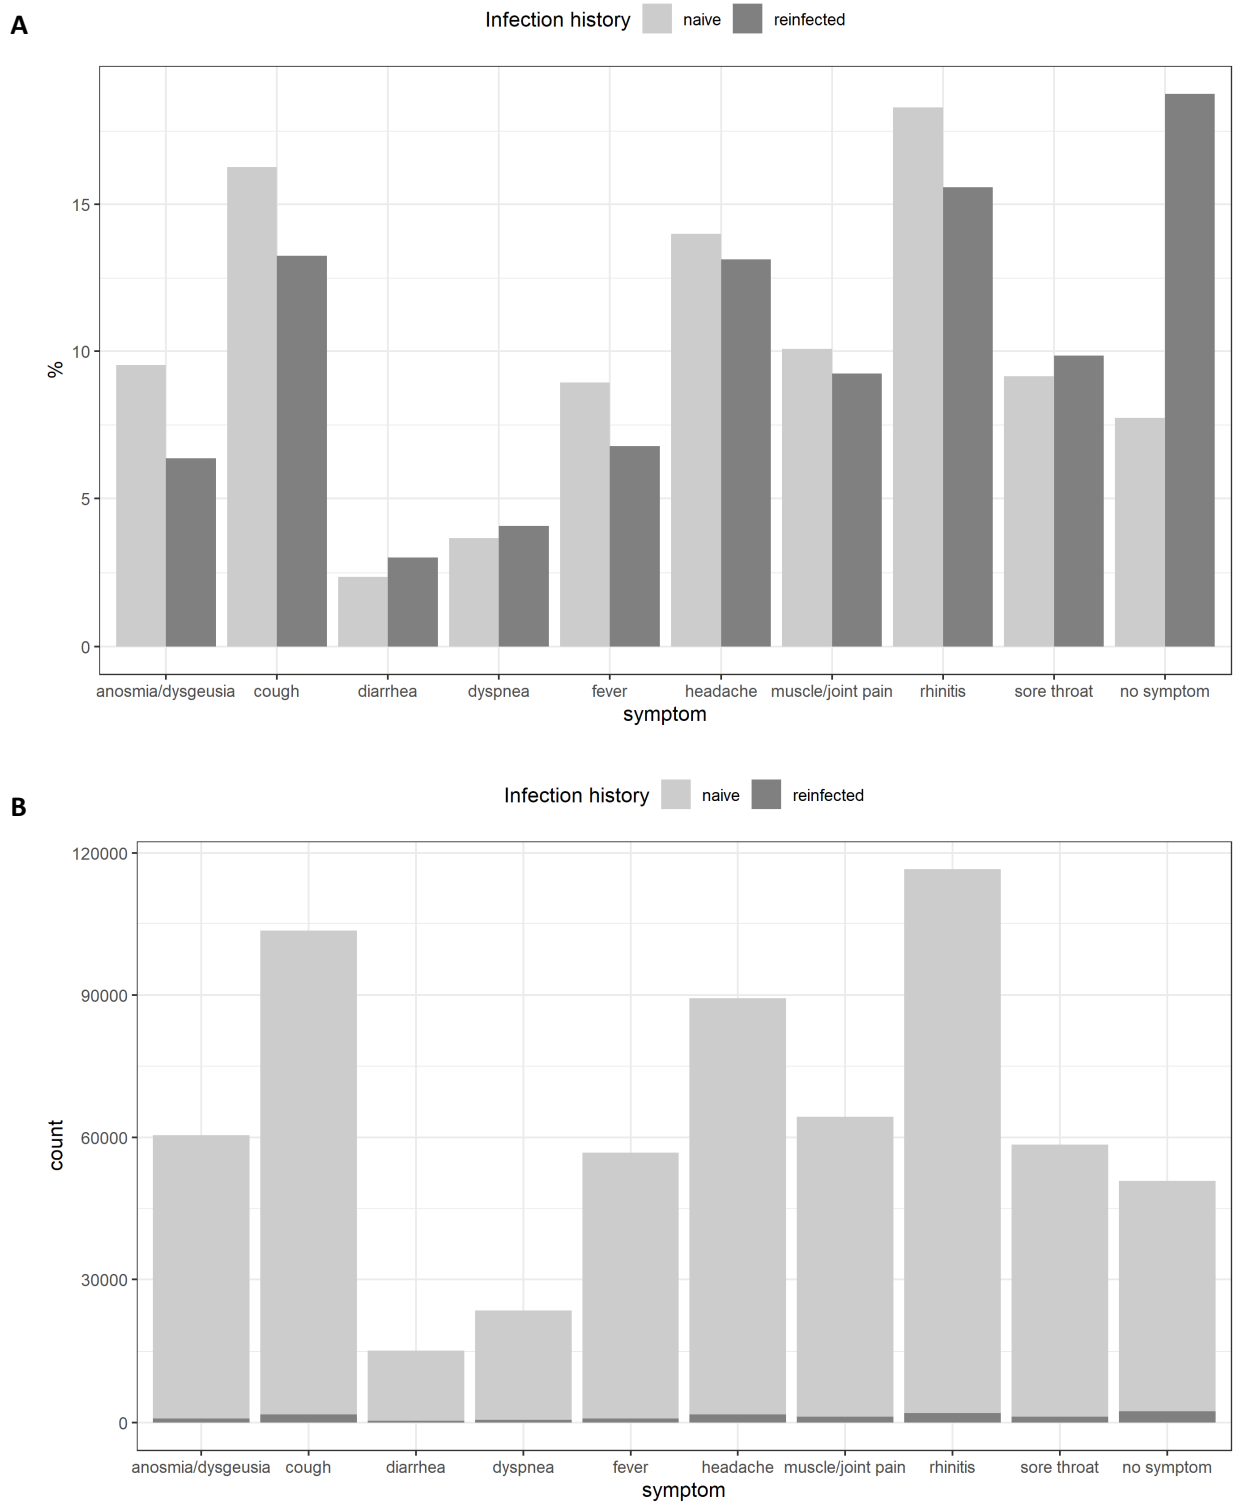 A
Infection history naive reinfected
15
10
5
0
%
anosmia/dysgeusia cough diarrhea dyspnea fever headache muscle/joint pain rhinitis sore throat no symptom
symptom
B
Infection history naive reinfected
120000
90000
60000
30000
0
count
anosmia/dysgeusia cough diarrhea dyspnea fever headache muscle/joint pain rhinitis sore throat no symptom
symptom